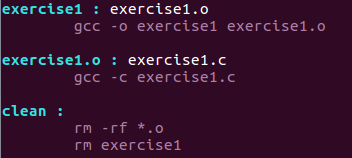 exercise1 : exercise1.o
gcc -o exercise1 exercise1.o
exercise1.o : exercise1.c
gcc -c exercise1.c
clean :
rm -rf *.o
rm exercise1